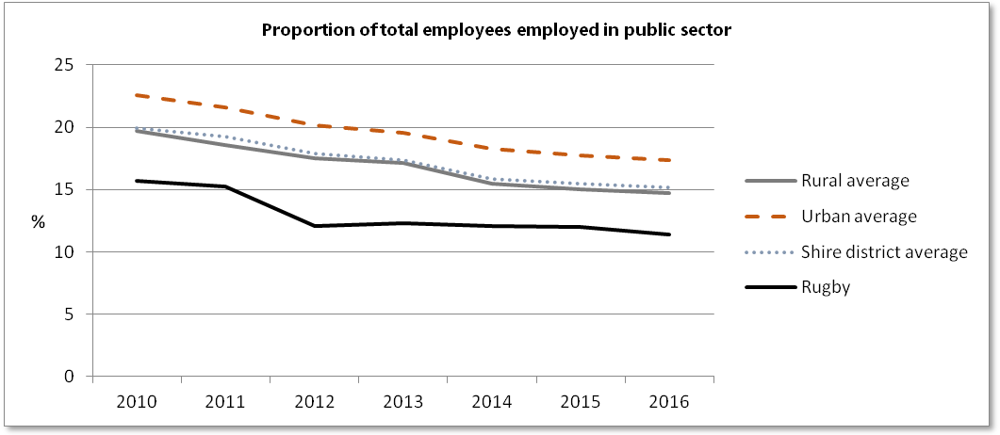 Proportion of total employees employed in public sector
25
20
15
10
5
0
%
2010 2011 2012 2013 2014 2015 2016
Rural average
Urban average
Shire district average
Rugby